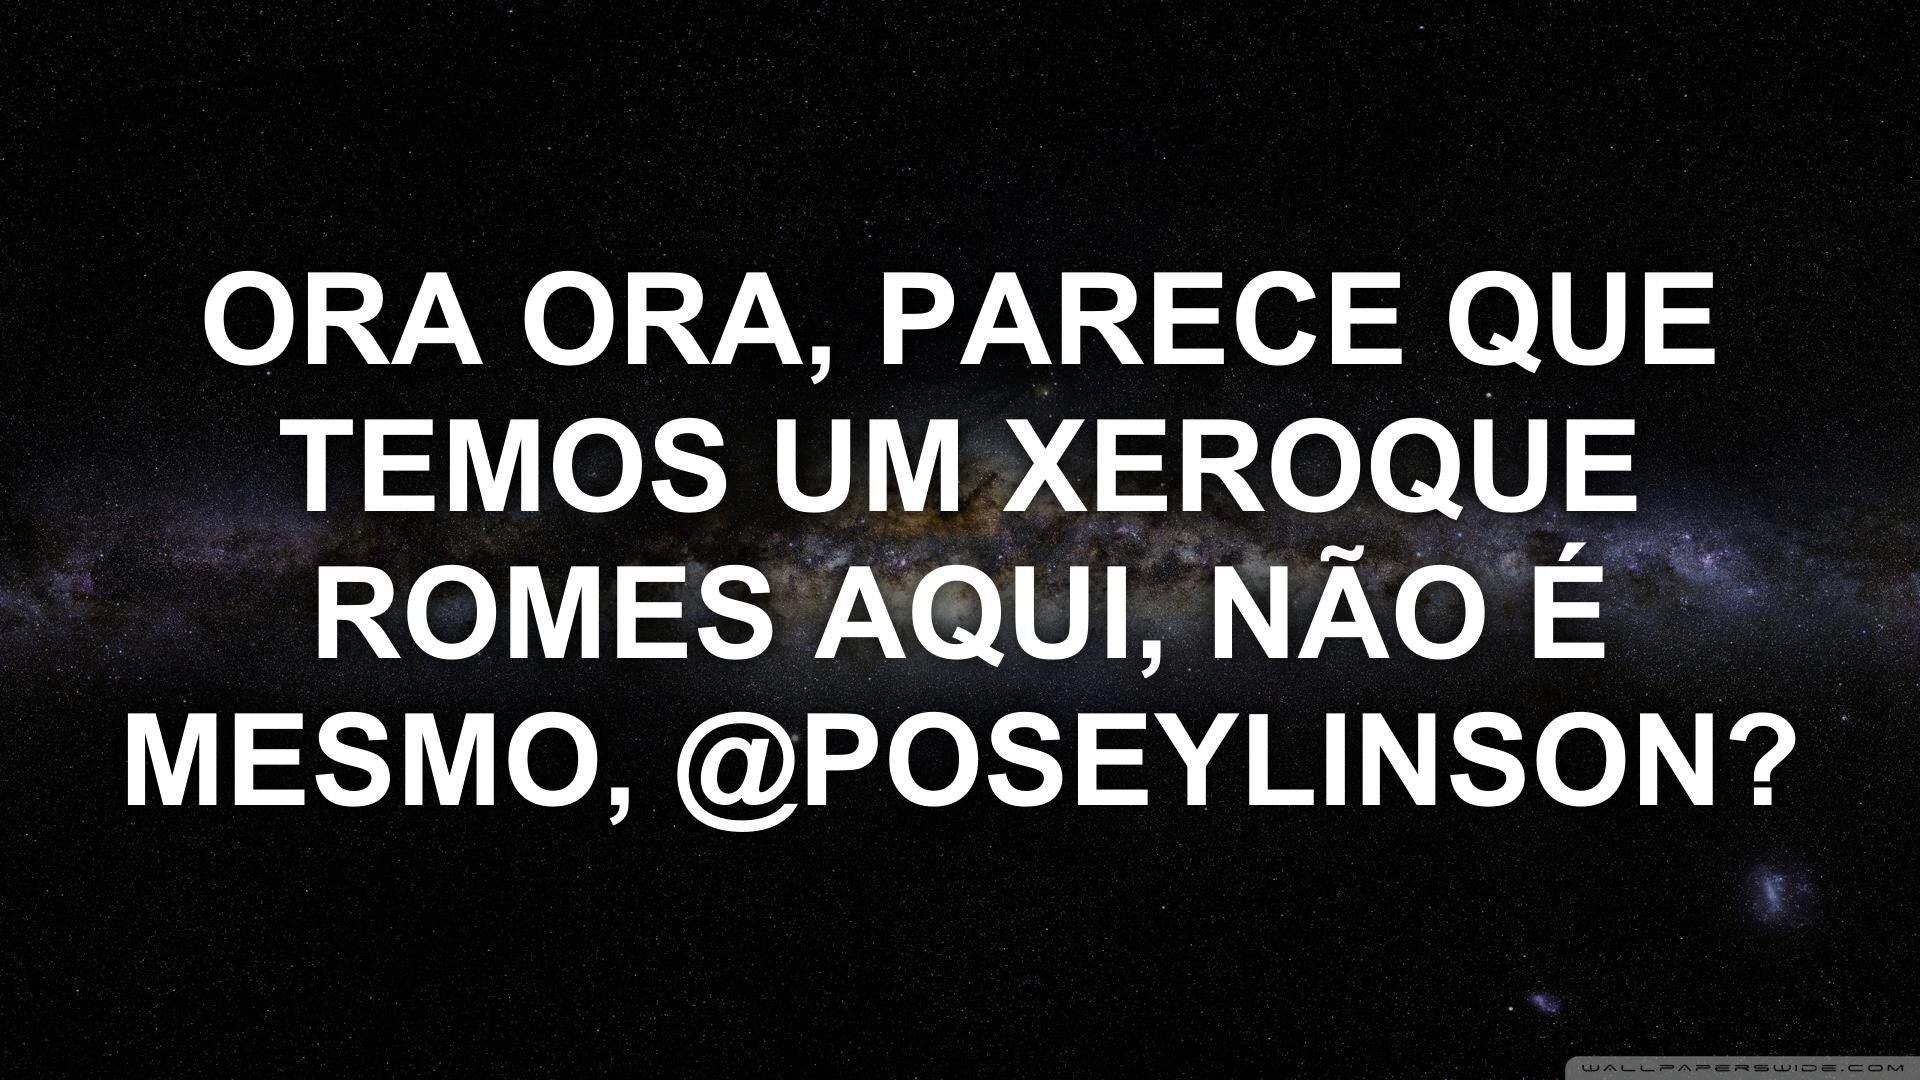 ORA ORA, PARECE QUE
TEMOS UM XEROQUE
ROMES AQUI, NÃO É
MESMO, @POSEYLINSON?
WALLPAPERSWIDE.COM